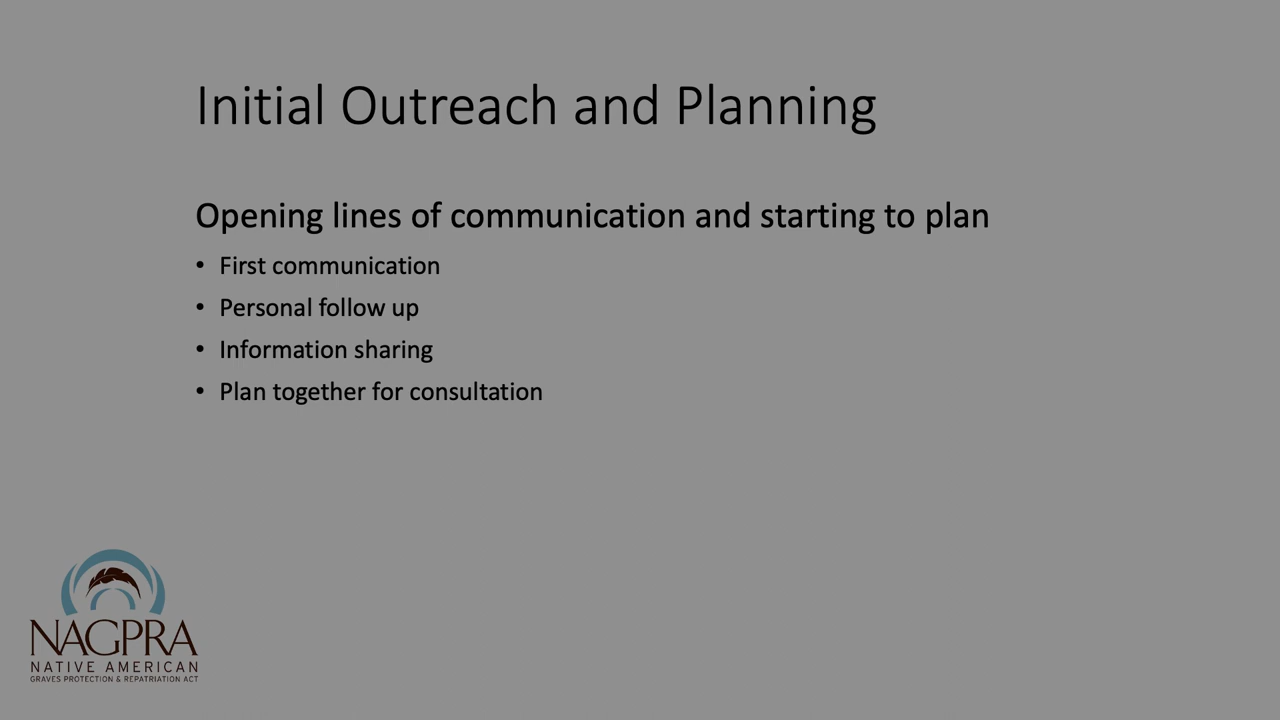 Initial Outreach and Planning
Opening lines of communication and starting to plan
• First communication
• Personal follow up
• Information sharing
• Plan together for consultation
NAGPRA
NATIVE AMERICAN
GRAVES PROTECTION & REPATRIATION ACT